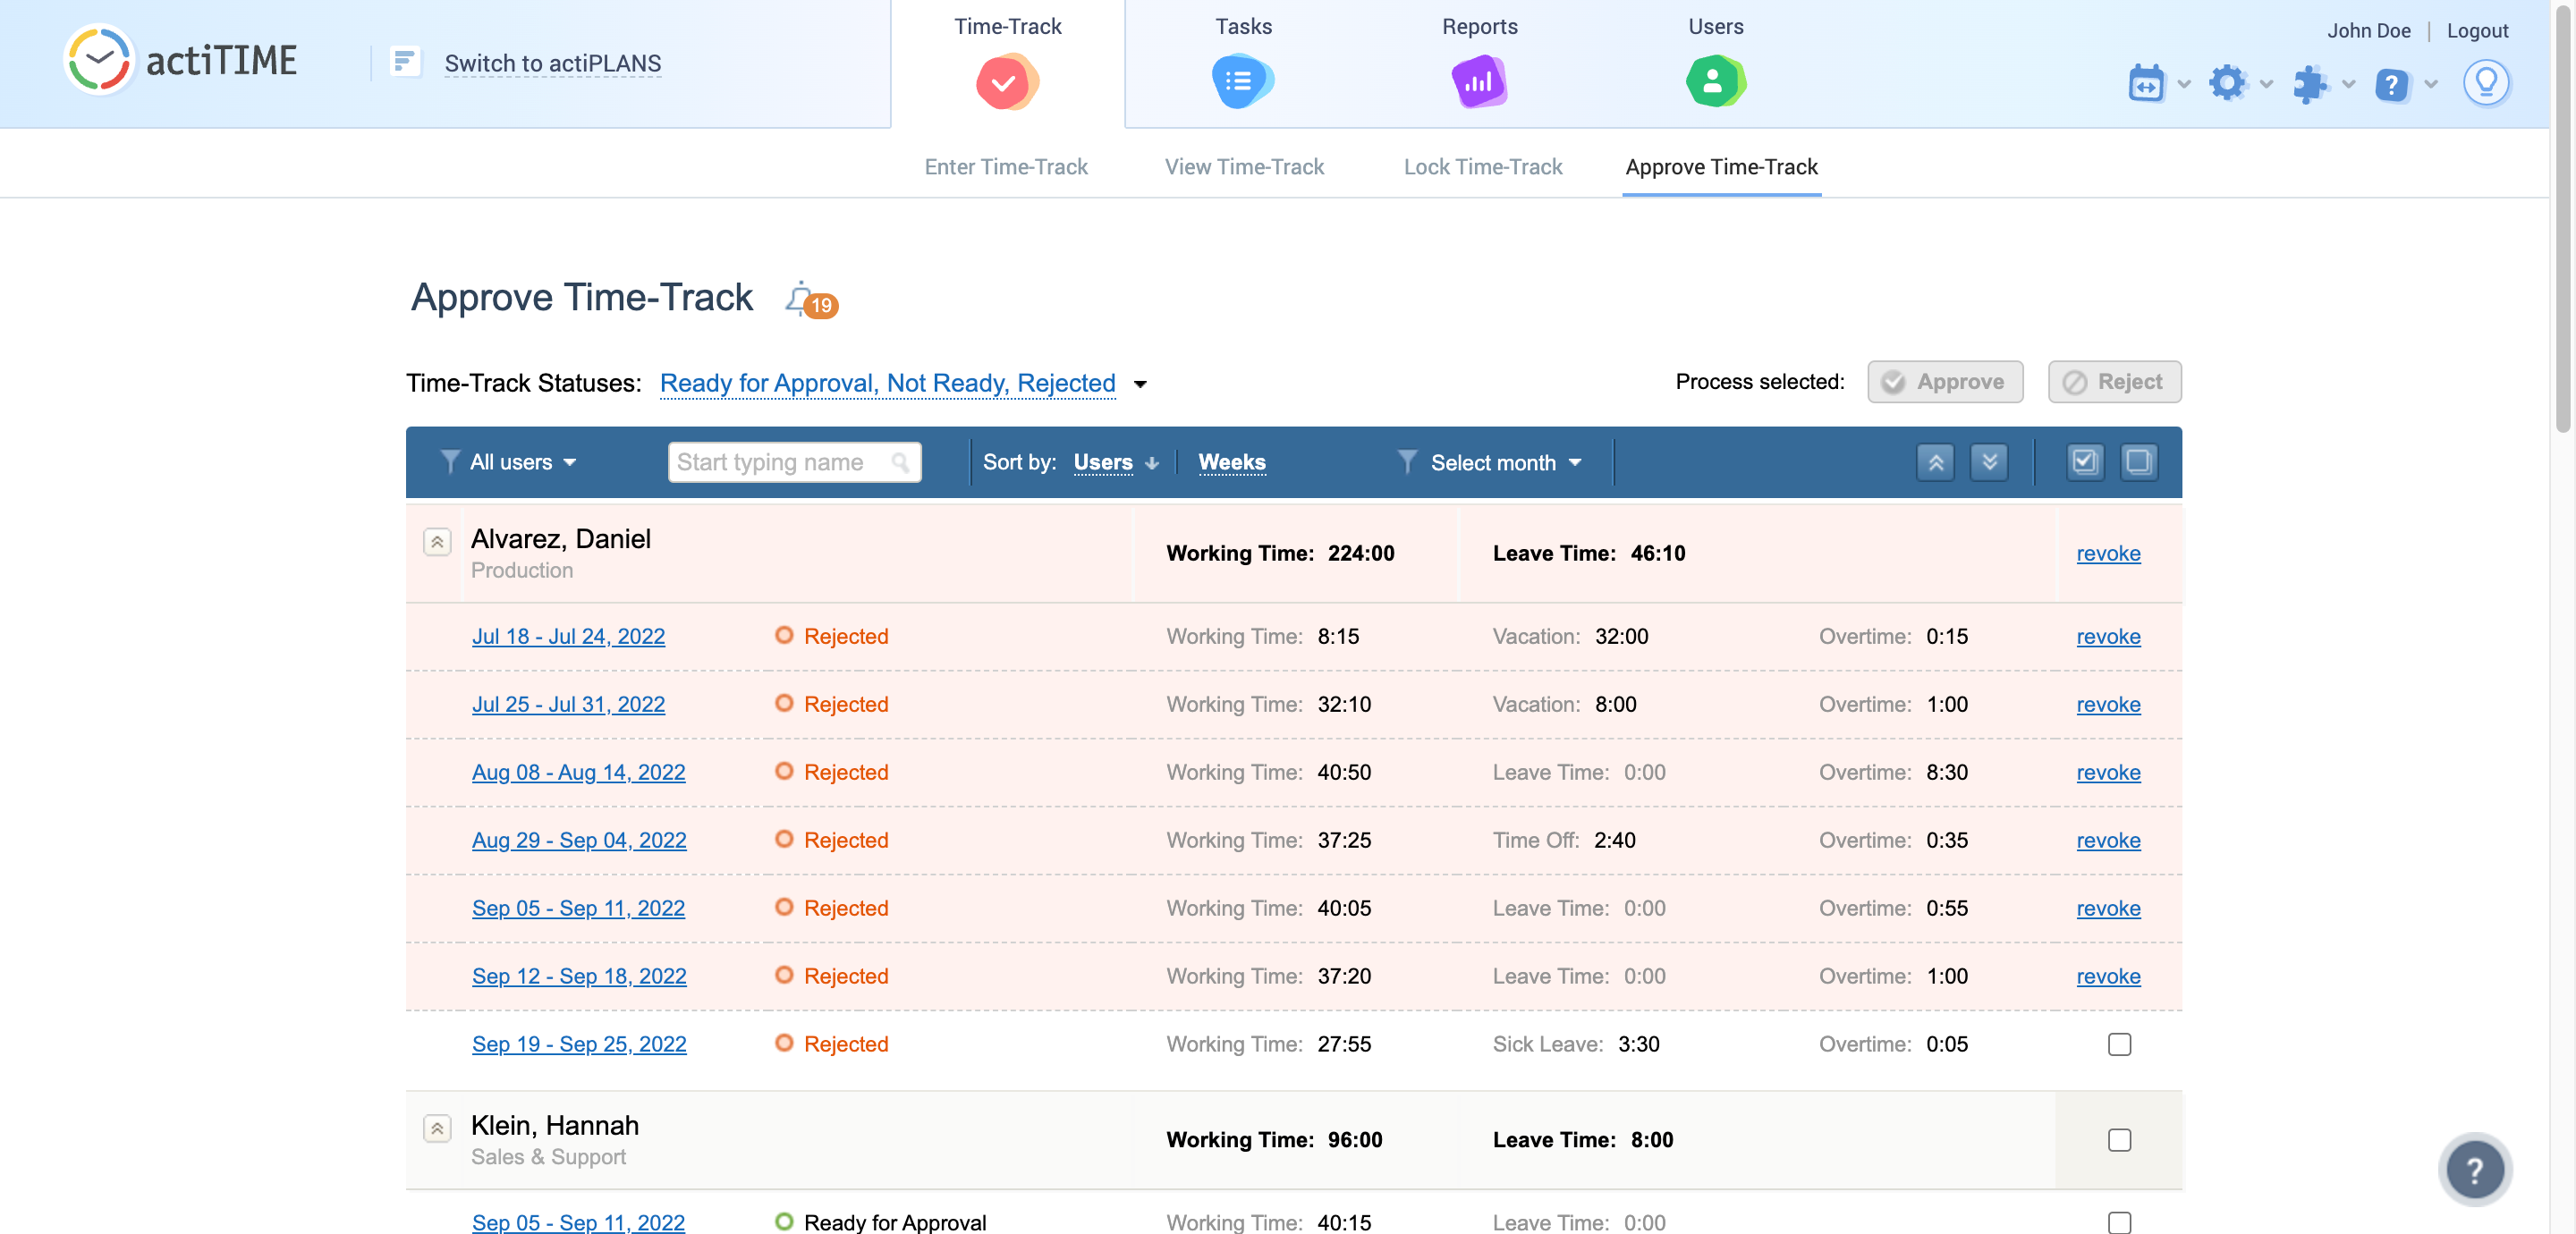 actiTIME
Switch to actiPLANS
Time-Track
Tasks
Reports
Users
John Doe
Logout
?
Enter Time-Track
View Time-Track
Lock Time-Track
Approve Time-Track
Approve Time-Track
19
Time-Track Statuses: Ready for Approval, Not Ready, Rejected
Process selected:
Approve
Reject
All users
Start typing name
Sort by: Users
Weeks
Select month
Alvarez, Daniel
Production
Working Time: 224:00
Leave Time: 46:10
revoke
Jul 18 - Jul 24, 2022 Rejected Working Time: 8:15 Vacation: 32:00 Overtime: 0:15 revoke
Jul 25 - Jul 31, 2022 Rejected Working Time: 32:10 Vacation: 8:00 Overtime: 1:00 revoke
Aug 08 - Aug 14, 2022 Rejected Working Time: 40:50 Leave Time: 0:00 Overtime: 8:30 revoke
Aug 29 - Sep 04, 2022 Rejected Working Time: 37:25 Time Off: 2:40 Overtime: 0:35 revoke
Sep 05 - Sep 11, 2022 Rejected Working Time: 40:05 Leave Time: 0:00 Overtime: 0:55 revoke
Sep 12 - Sep 18, 2022 Rejected Working Time: 37:20 Leave Time: 0:00 Overtime: 1:00 revoke
Sep 19 - Sep 25, 2022 Rejected Working Time: 27:55 Sick Leave: 3:30 Overtime: 0:05
Klein, Hannah
Sales & Support
Working Time: 96:00
Leave Time: 8:00
Sep 05 - Sep 11, 2022 Ready for Approval Working Time: 40:15 Leave Time: 0:00
?